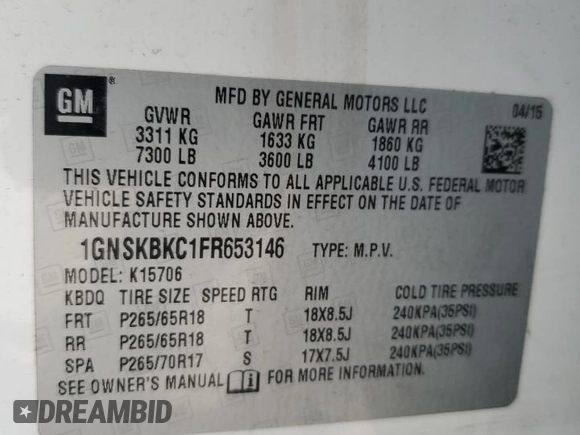 GM ®
MFD BY GENERAL MOTORS LLC
04/15
GVWR GAWR FRT GAWR RR
3311 KG 1633 KG 1860 KG
7300 LB 3600 LB 4100 LB
THIS VEHICLE CONFORMS TO ALL APPLICABLE U.S. FEDERAL MOTOR
VEHICLE SAFETY STANDARDS IN EFFECT ON THE DATE OF
MANUFACTURE SHOWN ABOVE.
1GNSKBKC1FR653146 TYPE: M.P.V.
MODEL: K15706
KBDQ TIRE SIZE SPEED RTG RIM COLD TIRE PRESSURE
FRT P265/65R18 T 18X8.5J 240KPA(35PSI)
RR P265/65R18 T 18X8.5J 240KPA(35PSI)
SPA P265/70R17 S 17X7.5J 240KPA(35PSI)
SEE OWNER'S MANUAL FOR MORE INFORMATION.
DREAMBID